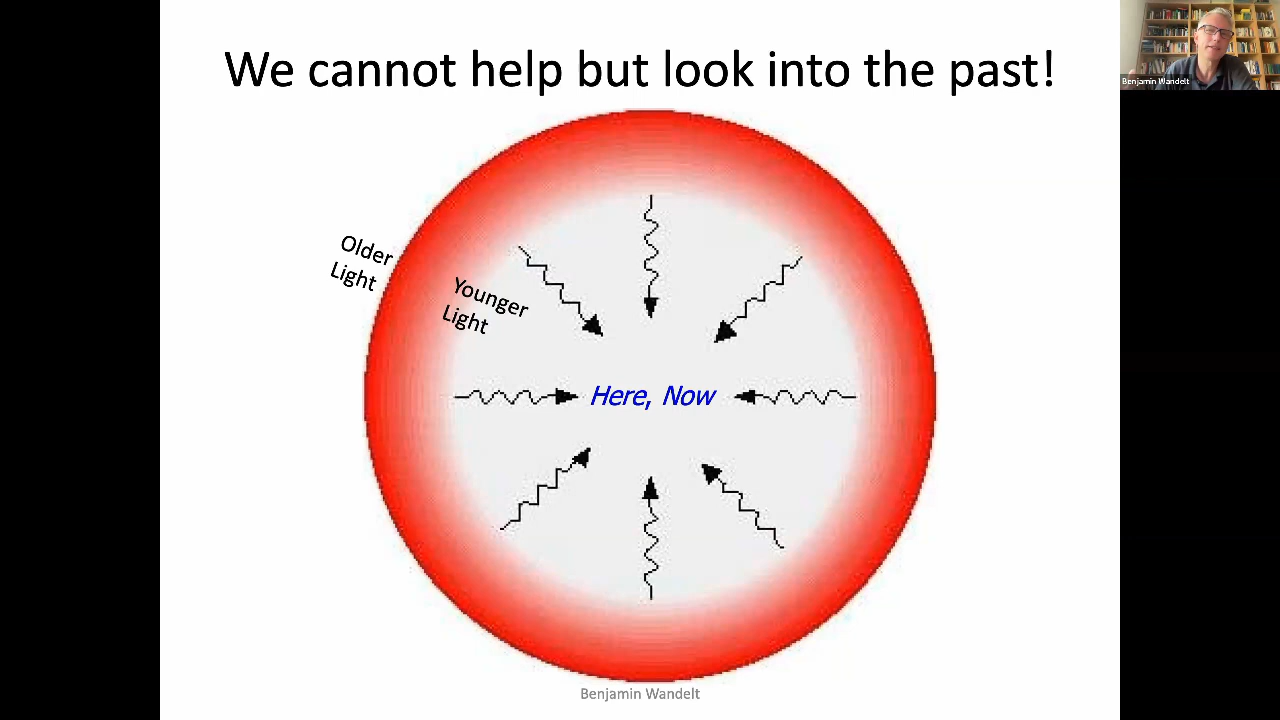 We cannot help but look into the past!
Benjamin Wandelt
Older
Light
Younger
Light
Here, Now
Benjamin Wandelt